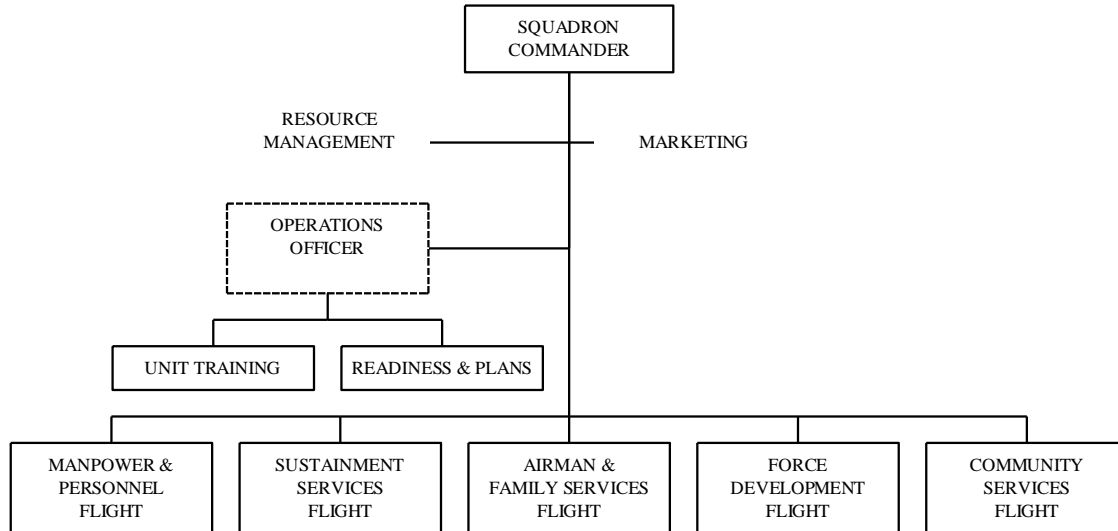 SQUADRON
COMMANDER
RESOURCE
MANAGEMENT
MARKETING
OPERATIONS
OFFICER
UNIT TRAINING
READINESS & PLANS
MANPOWER &
PERSONNEL
FLIGHT
SUSTAINMENT
SERVICES
FLIGHT
AIRMAN &
FAMILY SERVICES
FLIGHT
FORCE
DEVELOPMENT
FLIGHT
COMMUNITY
SERVICES
FLIGHT